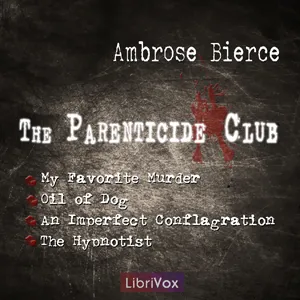 Ambrose Bierce
The Parenticide Club
My Favorite Murder
Oil of Dog
An Imperfect Conflagration
The Hypnotist
LibriVox